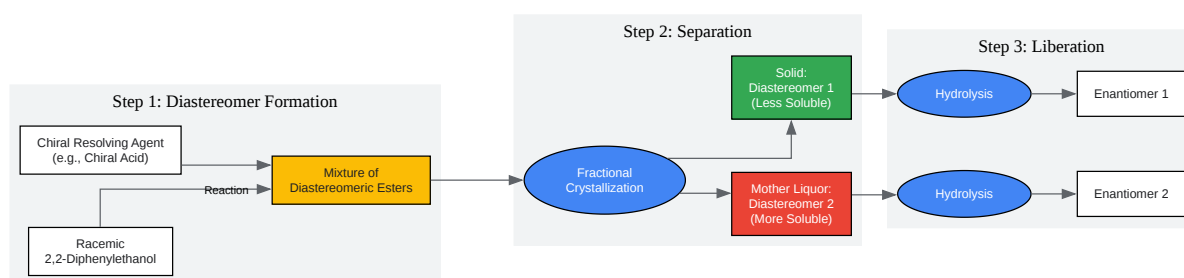 Step 1: Diastereomer Formation
Chiral Resolving Agent
(e.g., Chiral Acid)
Reaction
Racemic
2,2-Diphenylethanol
Mixture of
Diastereomeric Esters
Step 2: Separation
Fractional
Crystallization
Solid:
Diastereomer 1
(Less Soluble)
Mother Liquor:
Diastereomer 2
(More Soluble)
Step 3: Liberation
Hydrolysis
Enantiomer 1
Hydrolysis
Enantiomer 2